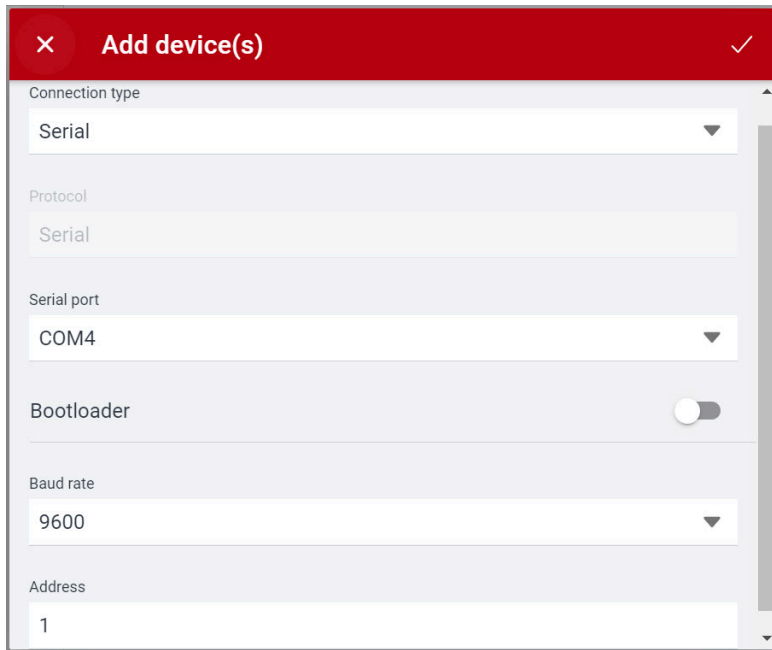 Add device(s)
Connection type
Serial
Protocol
Serial
Serial port
COM4
Bootloader
Baud rate
9600
Address
1